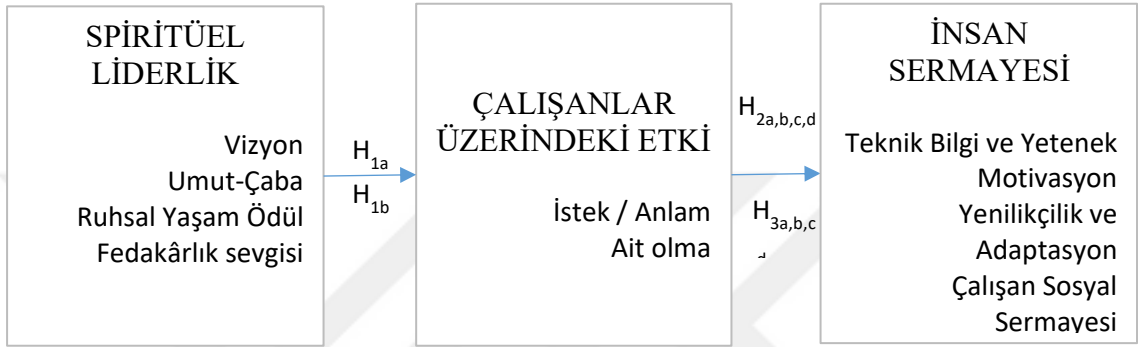 SPİRİTÜEL
LİDERLİK
Vizyon
Umut-Çaba
Ruhsal Yaşam Ödül
Fedakârlık sevgisi
H1a
H1b
ÇALIŞANLAR
ÜZERİNDEKİ ETKİ
İstek / Anlam
Ait olma
H2a,b,c,d
H3a,b,c
İNSAN
SERMAYESİ
Teknik Bilgi ve Yetenek
Motivasyon
Yenilikçilik ve
Adaptasyon
Çalışan Sosyal
Sermayesi